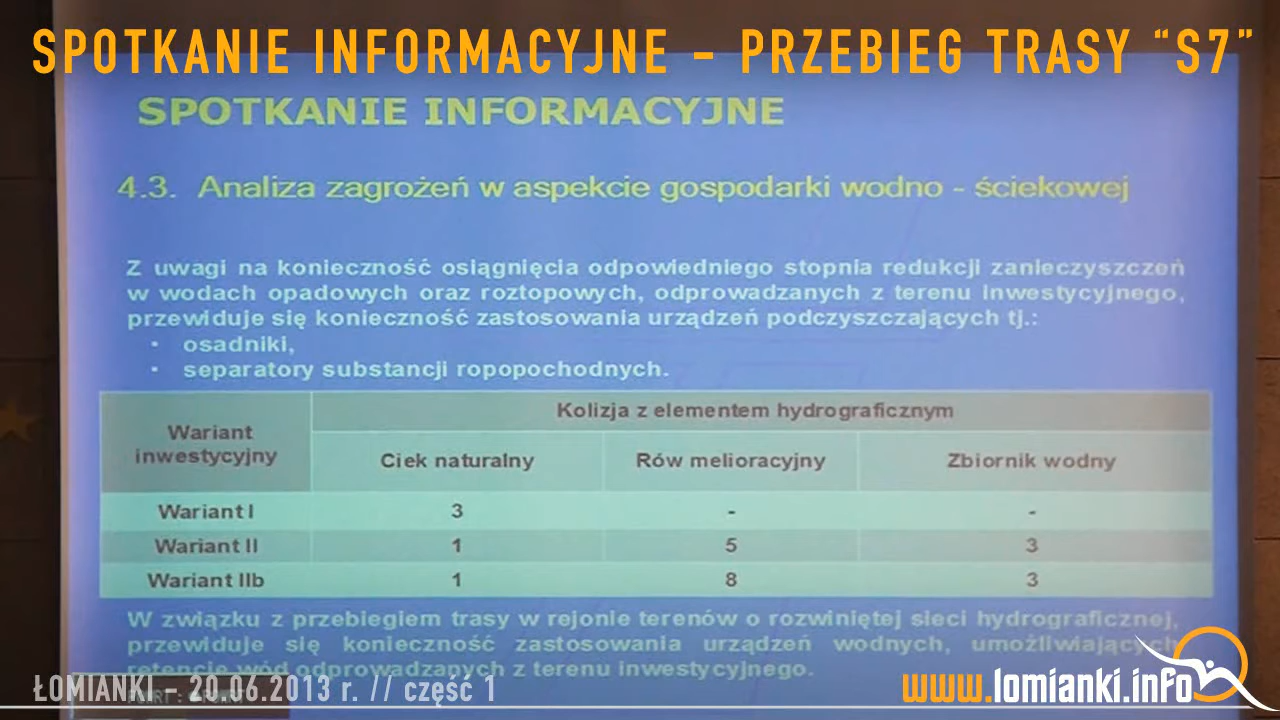 SPOTKANIE INFORMACYJNE - PRZEBIEG TRASY “S7”
SPOTKANIE INFORMACYJNE
4.3. Analiza zagrożeń w aspekcie gospodarki wodno - ściekowej
Z uwagi na konieczność osiągnięcia odpowiedniego stopnia redukcji zanieczyszczeń
w wodach opadowych oraz roztopowych, odprowadzanych z terenu inwestycyjnego,
przewiduje się konieczność zastosowania urządzeń podczyszczających tj.:
• osadniki,
• separatory substancji ropopochodnych.
Wariant inwestycyjny Kolizja z elementem hydrograficznym
Ciek naturalny Rów melioracyjny Zbiornik wodny
Wariant I 3 - -
Wariant II 1 5 3
Wariant IIb 1 8 3
W związku z przebiegiem trasy w rejonie terenów o rozwiniętej sieci hydrograficznej,
przewiduje się konieczność zastosowania urządzeń wodnych, umożliwiających
retencję wód odprowadzanych z terenu inwestycyjnego.
ŁOMIANKI - 20.06.2013 r. // część 1
www.lomianki.info